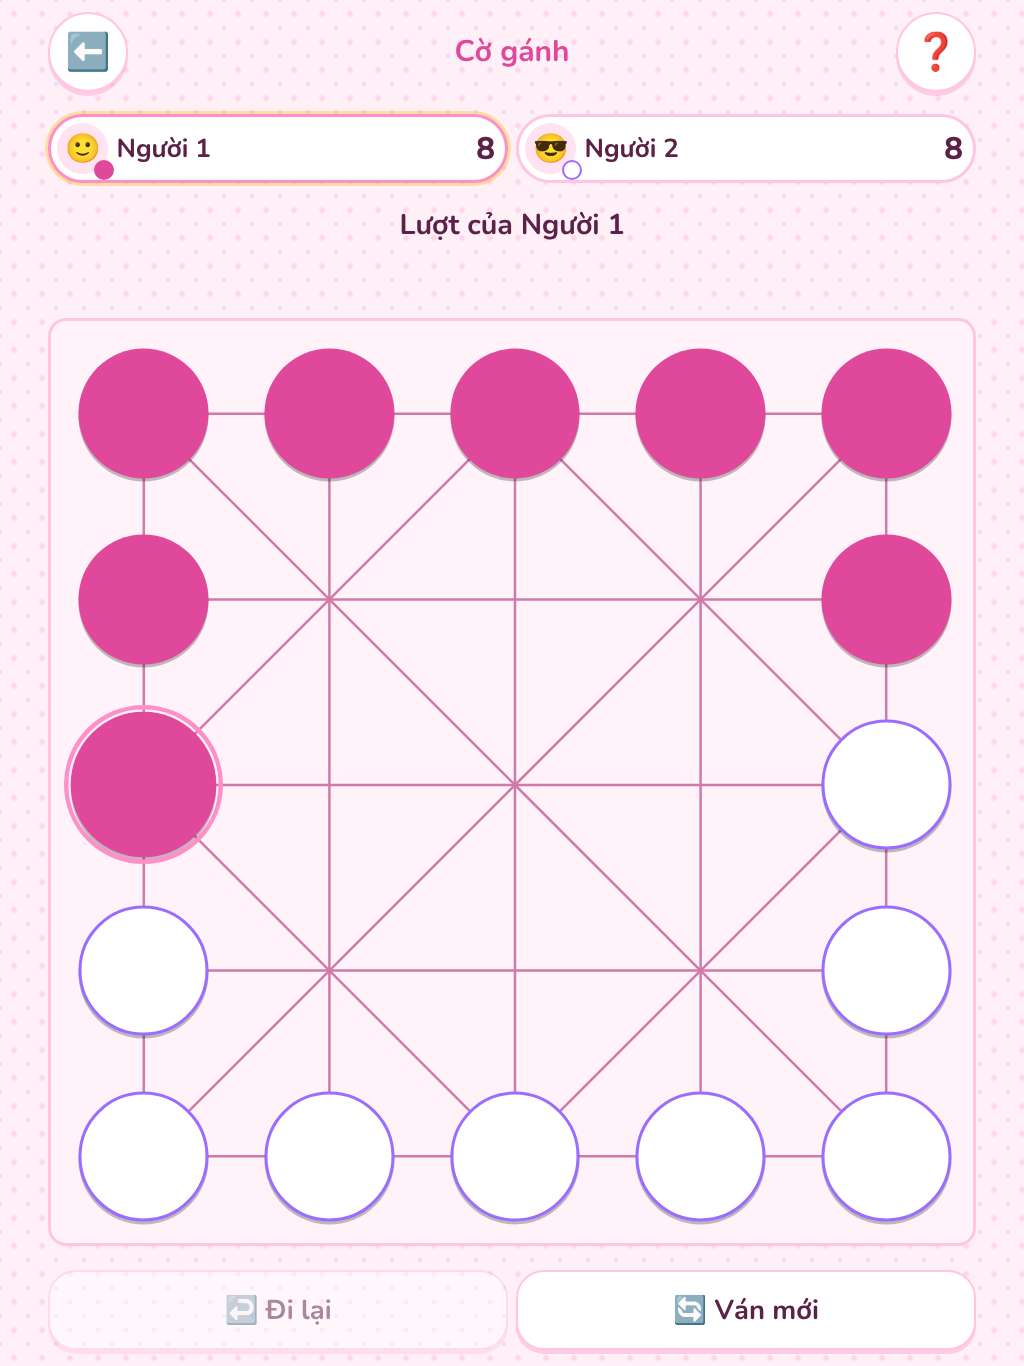 Cờ gánh
Người 1
8
Người 2
8
Lượt của Người 1
Đi lại
Ván mới